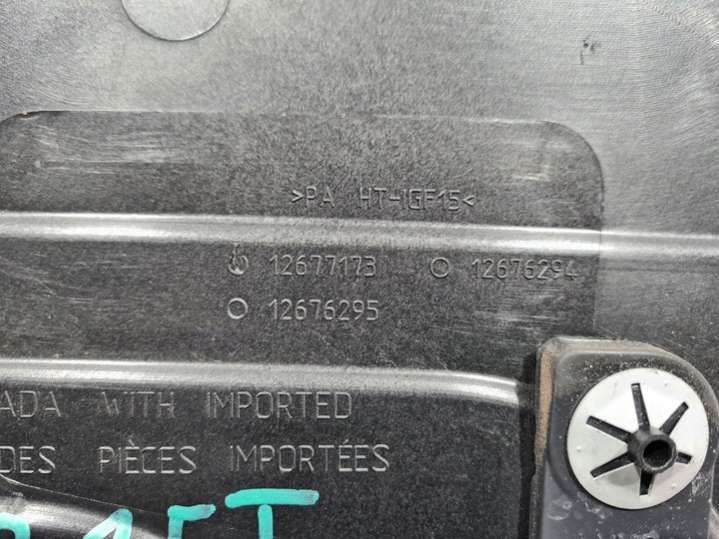 >PA HT-IGF15<
12677173 12676294
12676295
ADA WITH IMPORTED
DES PIÈCES IMPORTÉES